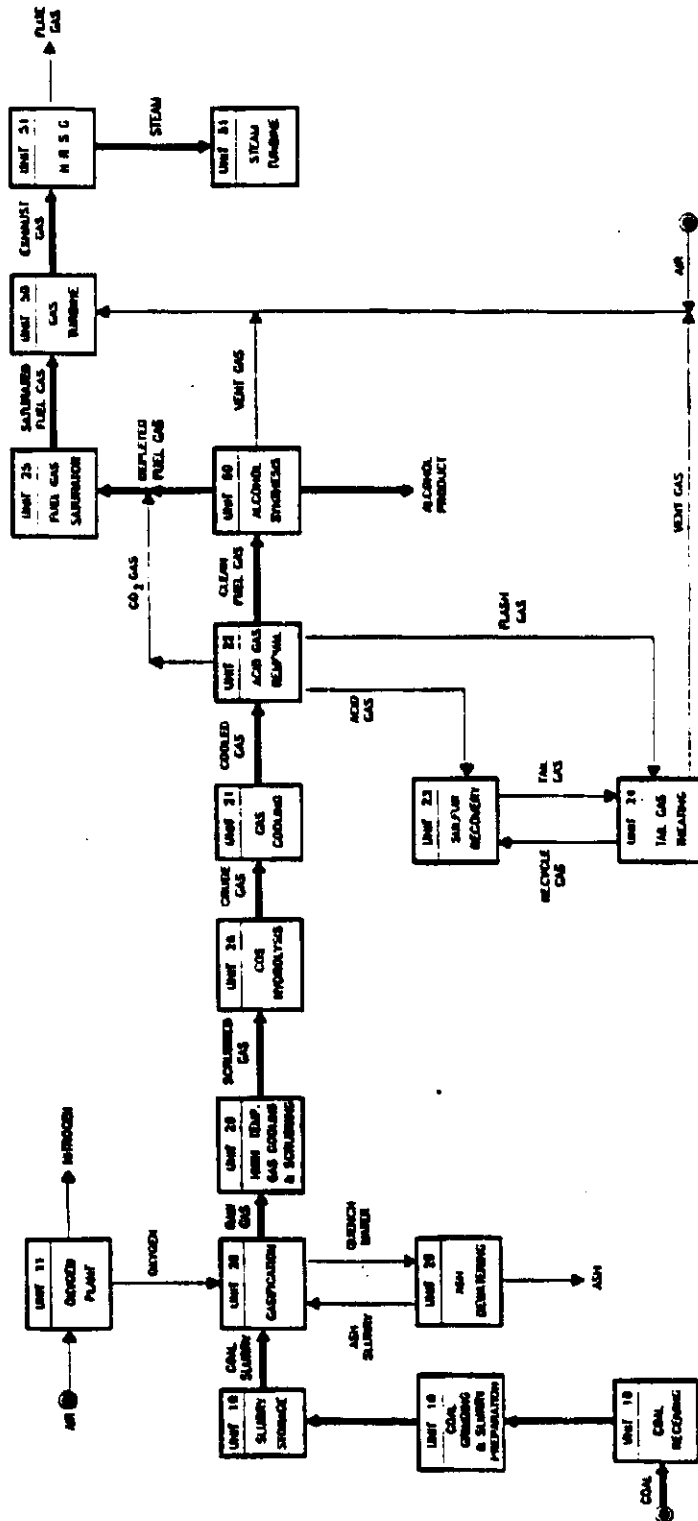 COAL
UNIT 10
COAL
RECEIVING
UNIT 10
COAL
GRINDING
& SLURRY
PREPARATION
UNIT 10
SLURRY
STORAGE
COAL
SLURRY
AIR
UNIT 11
OXYGEN
PLANT
NITROGEN
OXYGEN
UNIT 20
GASIFICATION
ASH
SLURRY
QUENCH
WATER
UNIT 20
ASH
DEWATERING
ASH
RAW
GAS
UNIT 20
HIGH TEMP.
GAS COOLING
& SCRUBBING
SCRUBBED
GAS
COS
HYDROLYSIS
CRUDE
GAS
UNIT 21
GAS
COOLING
COOLED
GAS
UNIT 22
ACID GAS
REMOVAL
ACID
GAS
FLASH
GAS
UNIT 23
SULFUR
RECOVERY
TAIL
GAS
RECYCLE
GAS
UNIT 24
TAIL GAS
TREATING
VENT GAS
AIR
CLEAN
FUEL GAS
CO₂ GAS
UNIT 60
ALCOHOL
SYNTHESIS
ALCOHOL
PRODUCT
VENT GAS
DEPLETED
FUEL GAS
UNIT 25
FUEL GAS
SATURATOR
SATURATED
FUEL GAS
UNIT 50
GAS
TURBINE
EXHAUST
GAS
UNIT 51
HRSG
FLUE
GAS
STEAM
UNIT 51
STEAM
TURBINE